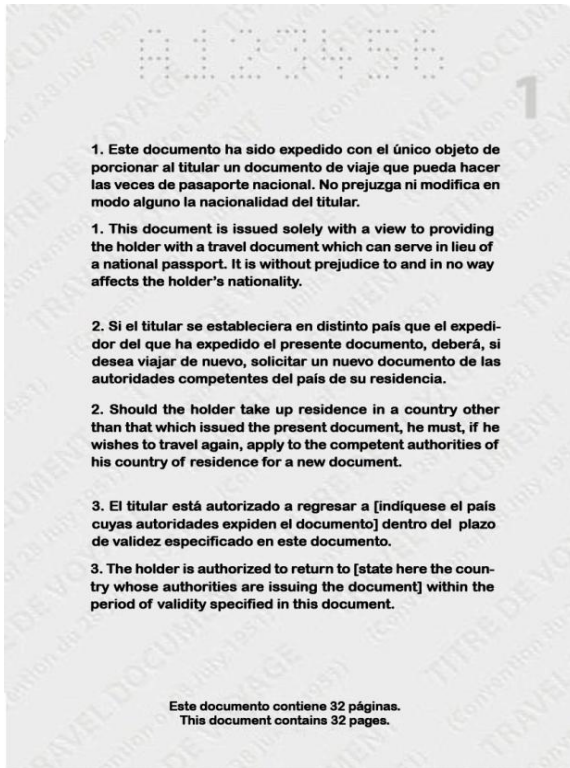 A123456
1
1. Este documento ha sido expedido con el único objeto de
porcionar al titular un documento de viaje que pueda hacer
las veces de pasaporte nacional. No prejuzga ni modifica en
modo alguno la nacionalidad del titular.
1. This document is issued solely with a view to providing
the holder with a travel document which can serve in lieu of
a national passport. It is without prejudice to and in no way
affects the holder’s nationality.
2. Si el titular se estableciera en distinto país que el expedi-
dor del que ha expedido el presente documento, deberá, si
desea viajar de nuevo, solicitar un nuevo documento de las
autoridades competentes del país de su residencia.
2. Should the holder take up residence in a country other
than that which issued the present document, he must, if he
wishes to travel again, apply to the competent authorities of
his country of residence for a new document.
3. El titular está autorizado a regresar a [indíquese el país
cuyas autoridades expiden el documento] dentro del plazo
de validez especificado en este documento.
3. The holder is authorized to return to [state here the coun-
try whose authorities are issuing the document] within the
period of validity specified in this document.
Este documento contiene 32 páginas.
This document contains 32 pages.